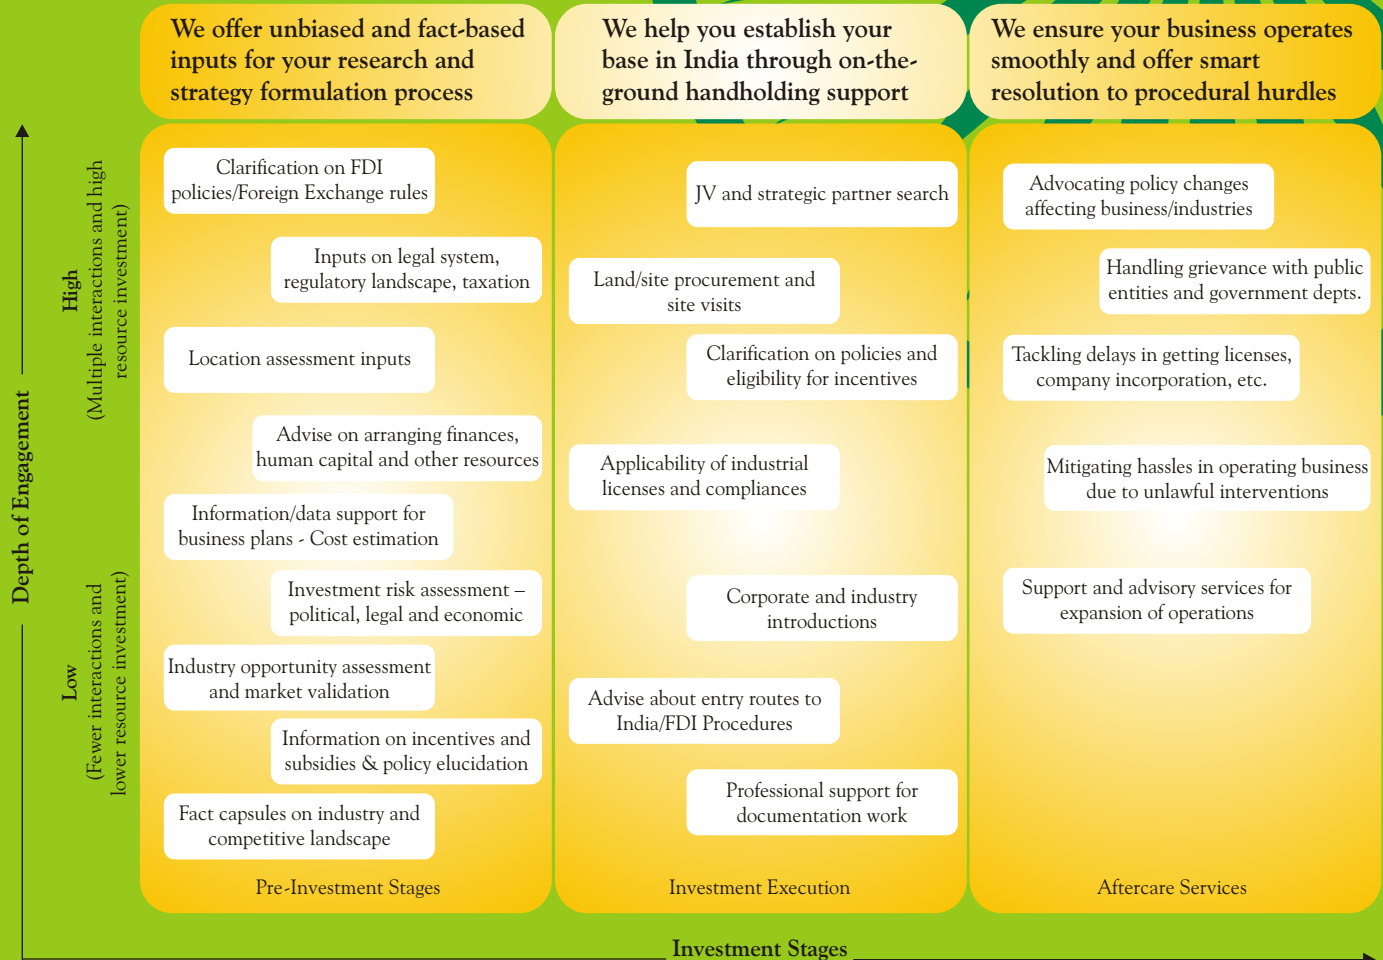 We offer unbiased and fact-based
inputs for your research and
strategy formulation process
We help you establish your
base in India through on-the-
ground handholding support
We ensure your business operates
smoothly and offer smart
resolution to procedural hurdles
Depth of Engagement
High
(Multiple interactions and high
resource investment)
Low
(Fewer interactions and
lower resource investment)
Clarification on FDI
policies/Foreign Exchange rules
Inputs on legal system,
regulatory landscape, taxation
Location assessment inputs
Advise on arranging finances,
human capital and other resources
Information/data support for
business plans - Cost estimation
Investment risk assessment –
political, legal and economic
Industry opportunity assessment
and market validation
Information on incentives and
subsidies & policy elucidation
Fact capsules on industry and
competitive landscape
Pre-Investment Stages
JV and strategic partner search
Land/site procurement and
site visits
Clarification on policies and
eligibility for incentives
Applicability of industrial
licenses and compliances
Corporate and industry
introductions
Advise about entry routes to
India/FDI Procedures
Professional support for
documentation work
Investment Execution
Advocating policy changes
affecting business/industries
Handling grievance with public
entities and government depts.
Tackling delays in getting licenses,
company incorporation, etc.
Mitigating hassles in operating business
due to unlawful interventions
Support and advisory services for
expansion of operations
Aftercare Services
Investment Stages